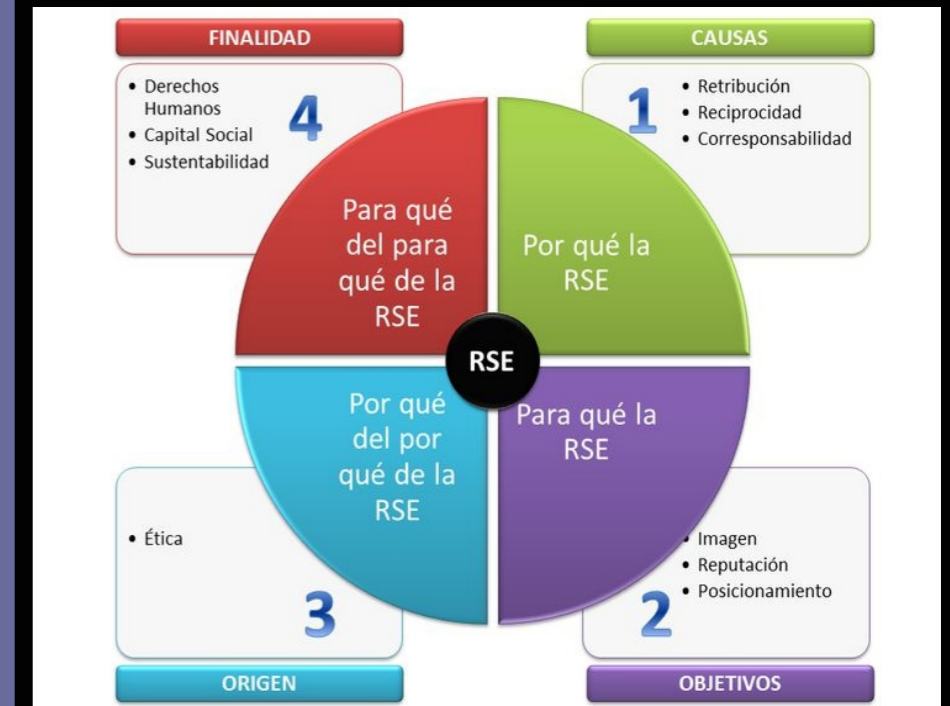 FINALIDAD
• Derechos
Humanos
• Capital Social
• Sustentabilidad
4
Para qué
del para
qué de la
RSE
CAUSAS
1
• Retribución
• Reciprocidad
• Corresponsabilidad
Por qué la
RSE
RSE
Por qué
del por
qué de la
RSE
• Ética
3
ORIGEN
Para qué la
RSE
• Imagen
• Reputación
• Posicionamiento
2
OBJETIVOS